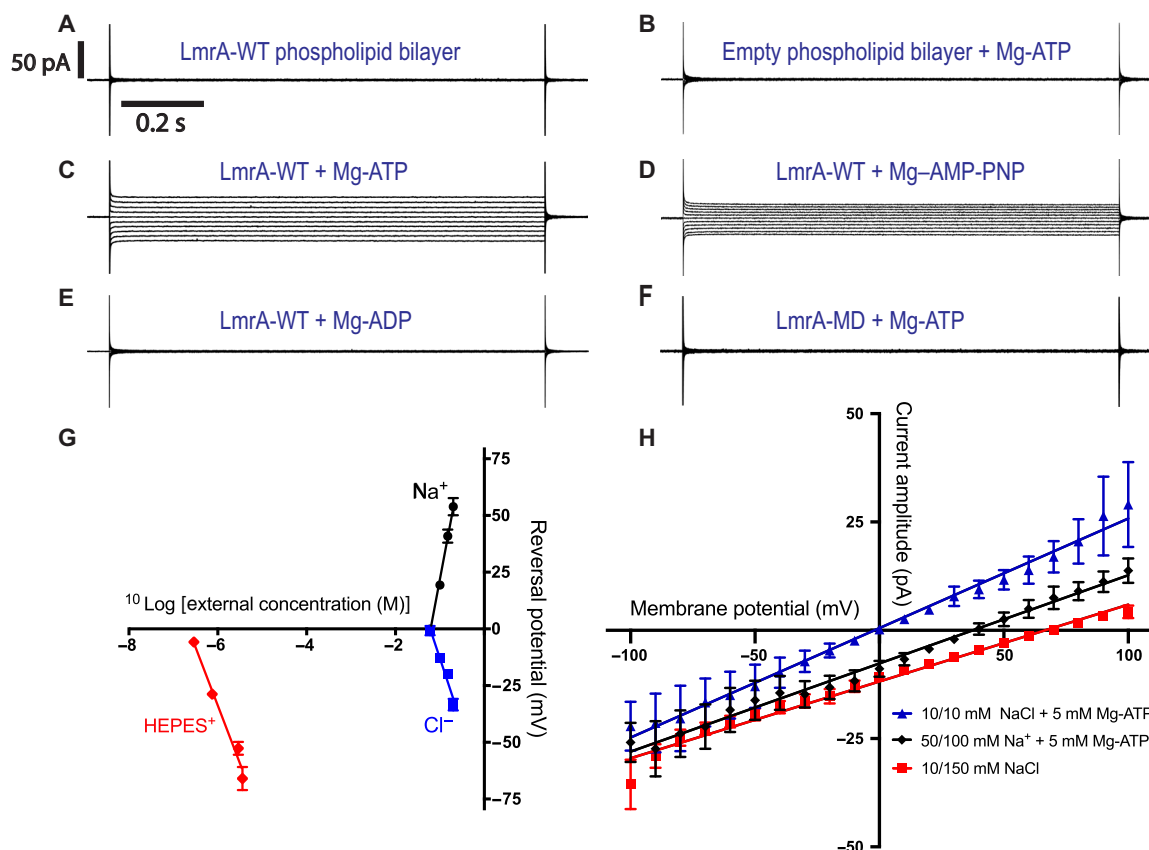 A
LmrA-WT phospholipid bilayer
50 pA
0.2 s
B
Empty phospholipid bilayer + Mg-ATP
C
LmrA-WT + Mg-ATP
D
LmrA-WT + Mg–AMP-PNP
E
LmrA-WT + Mg-ADP
F
LmrA-MD + Mg-ATP
G
75
50
25
0
−25
−50
−75
Reversal potential (mV)
Na+
10 Log [external concentration (M)]
−8
−6
−4
−2
HEPES+
Cl−
H
50
25
−25
−50
Current amplitude (pA)
Membrane potential (mV)
−100
−50
50
100
10/10 mM NaCl + 5 mM Mg-ATP
50/100 mM Na+ + 5 mM Mg-ATP
10/150 mM NaCl